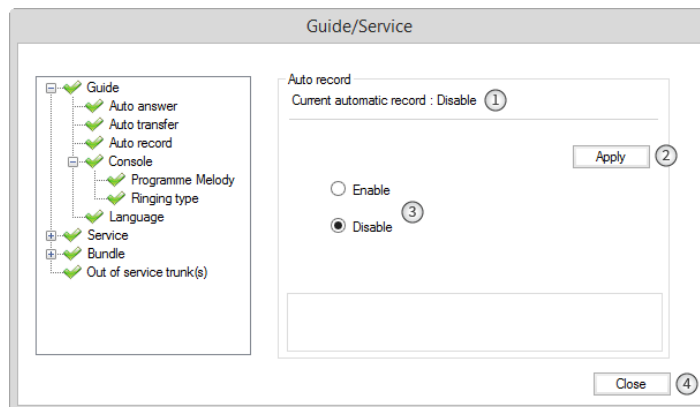 Guide/Service
Guide
Auto answer
Auto transfer
Auto record
Console
Programme Melody
Ringing type
Language
Service
Bundle
Out of service trunk(s)
Auto record
Current automatic record : Disable 1
Apply 2
Enable
Disable 3
Close 4